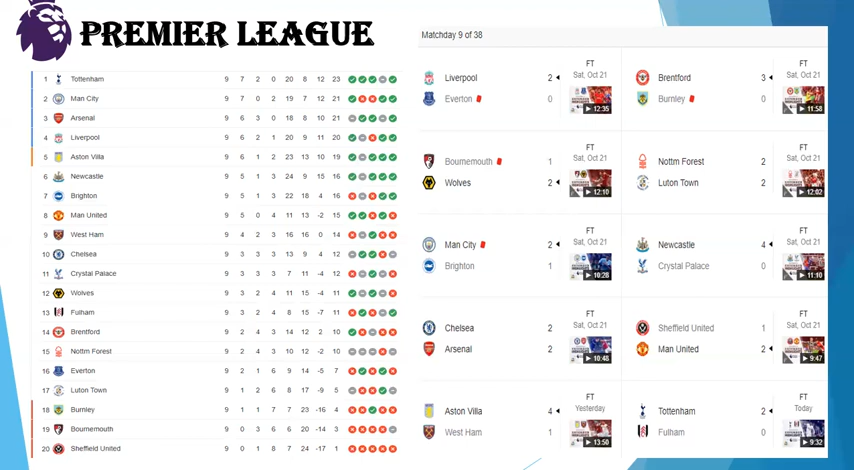 PREMIER LEAGUE
1 Tottenham 9 7 2 0 20 8 12 23
2 Man City 9 7 0 2 19 7 12 21
3 Arsenal 9 6 3 0 18 8 10 21
4 Liverpool 9 6 2 1 20 9 11 20
5 Aston Villa 9 6 1 2 23 13 10 19
6 Newcastle 9 5 1 3 24 9 15 16
7 Brighton 9 5 1 3 22 18 4 16
8 Man United 9 5 0 4 11 13 -2 15
9 West Ham 9 4 2 3 16 16 0 14
10 Chelsea 9 3 3 3 13 9 4 12
11 Crystal Palace 9 3 3 3 7 11 -4 12
12 Wolves 9 3 2 4 11 15 -4 11
13 Fulham 9 3 2 4 8 15 -7 11
14 Brentford 9 2 4 3 14 12 2 10
15 Nottm Forest 9 2 4 3 10 12 -2 10
16 Everton 9 2 1 6 9 14 -5 7
17 Luton Town 9 1 2 6 8 17 -9 5
18 Burnley 9 1 1 7 7 23 -16 4
19 Bournemouth 9 0 3 6 6 20 -14 3
20 Sheffield United 9 0 1 8 7 24 -17 1
Matchday 9 of 38
FT
Liverpool 2 Sat, Oct 21
Everton 0 12:35
FT
Brentford 3 Sat, Oct 21
Burnley 0 11:58
FT
Bournemouth 1 Sat, Oct 21
Wolves 2 12:10
FT
Nottm Forest 2 Sat, Oct 21
Luton Town 2 12:02
FT
Man City 2 Sat, Oct 21
Brighton 1 10:28
FT
Newcastle 4 Sat, Oct 21
Crystal Palace 0 11:10
FT
Chelsea 2 Sat, Oct 21
Arsenal 2 10:48
FT
Sheffield United 1 Sat, Oct 21
Man United 2 9:47
FT
Aston Villa 4 Yesterday
West Ham 1 13:50
FT
Tottenham 2 Today
Fulham 0 9:32